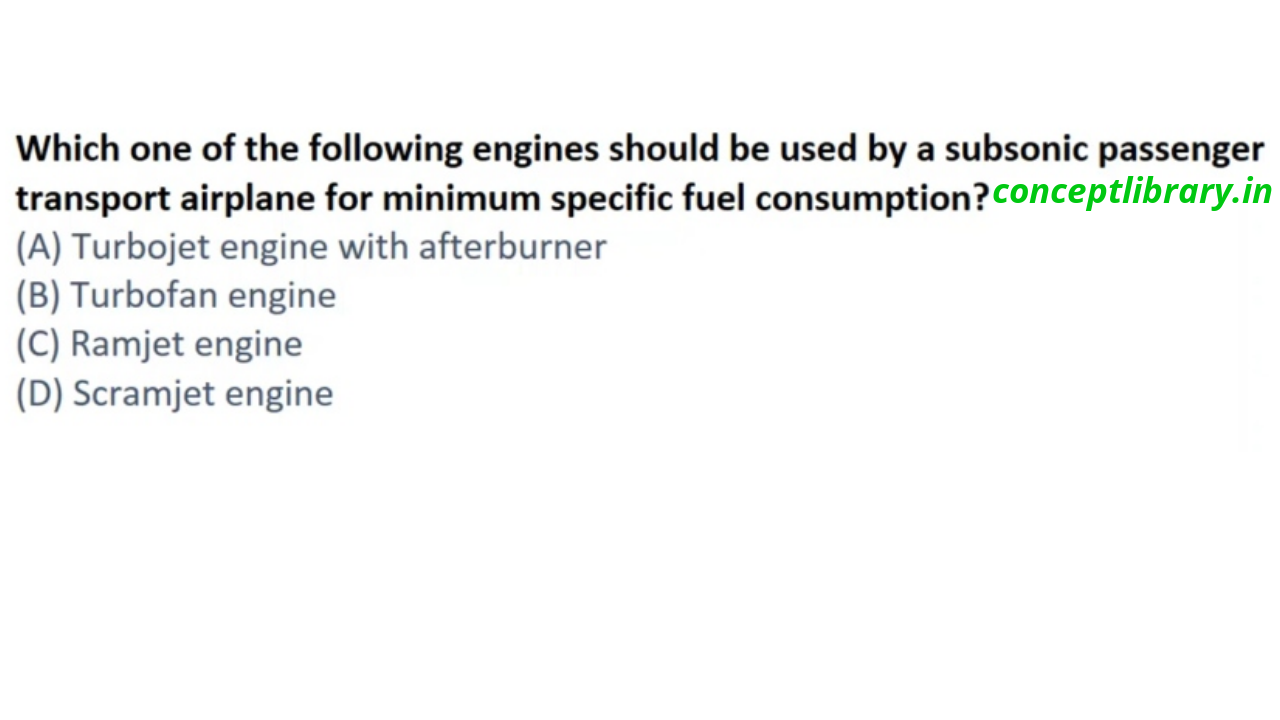 Which one of the following engines should be used by a subsonic passenger
transport airplane for minimum specific fuel consumption? conceptlibrary.in
(A) Turbojet engine with afterburner
(B) Turbofan engine
(C) Ramjet engine
(D) Scramjet engine